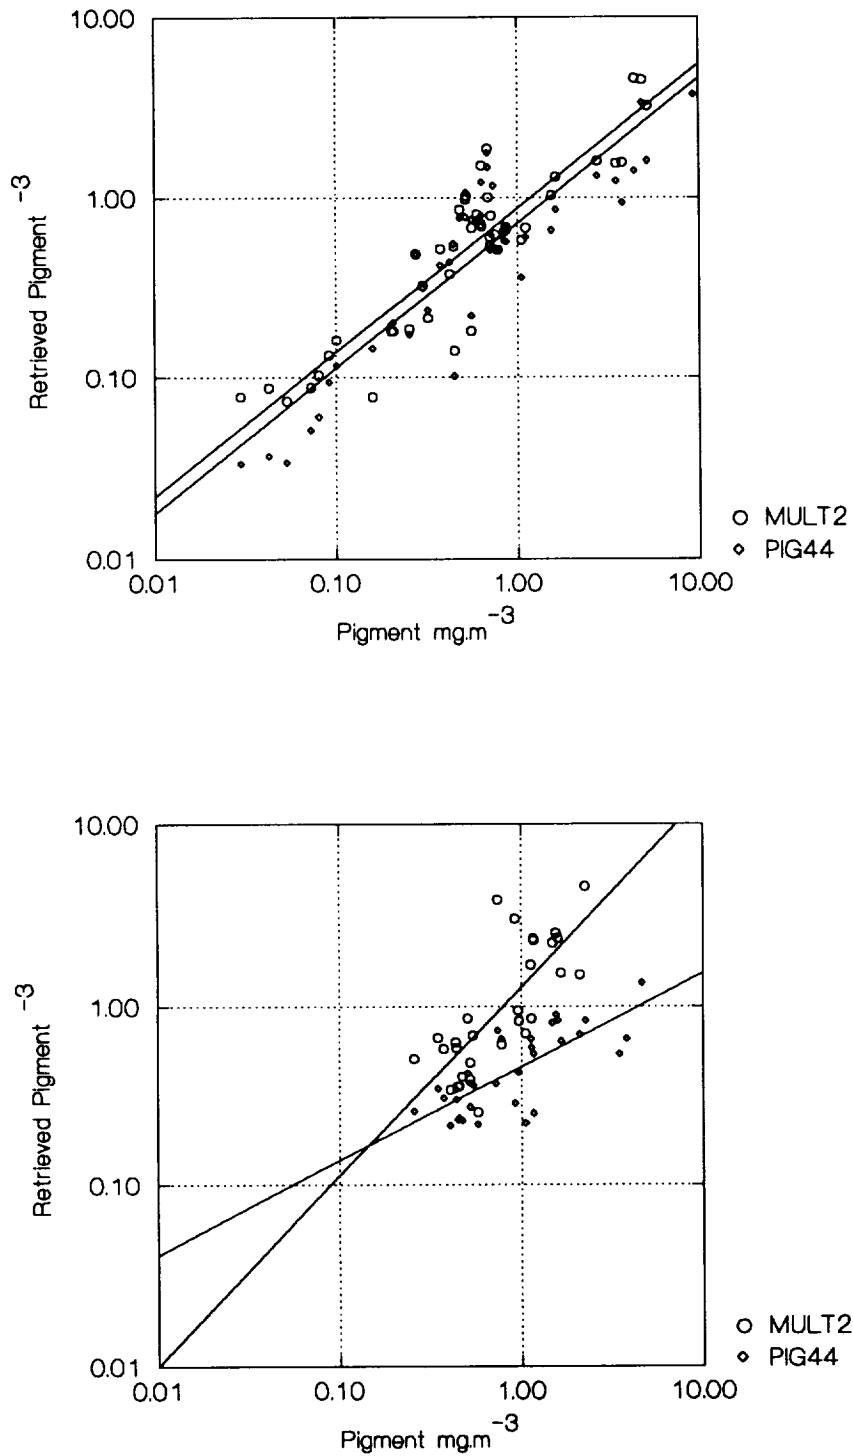 10.00
1.00
0.10
0.01
Retrieved Pigment -3
0.01 0.10 1.00 10.00
Pigment mg.m-3
MULT2
PIG44
10.00
1.00
0.10
0.01
Retrieved Pigment -3
0.01 0.10 1.00 10.00
Pigment mg.m-3
MULT2
PIG44